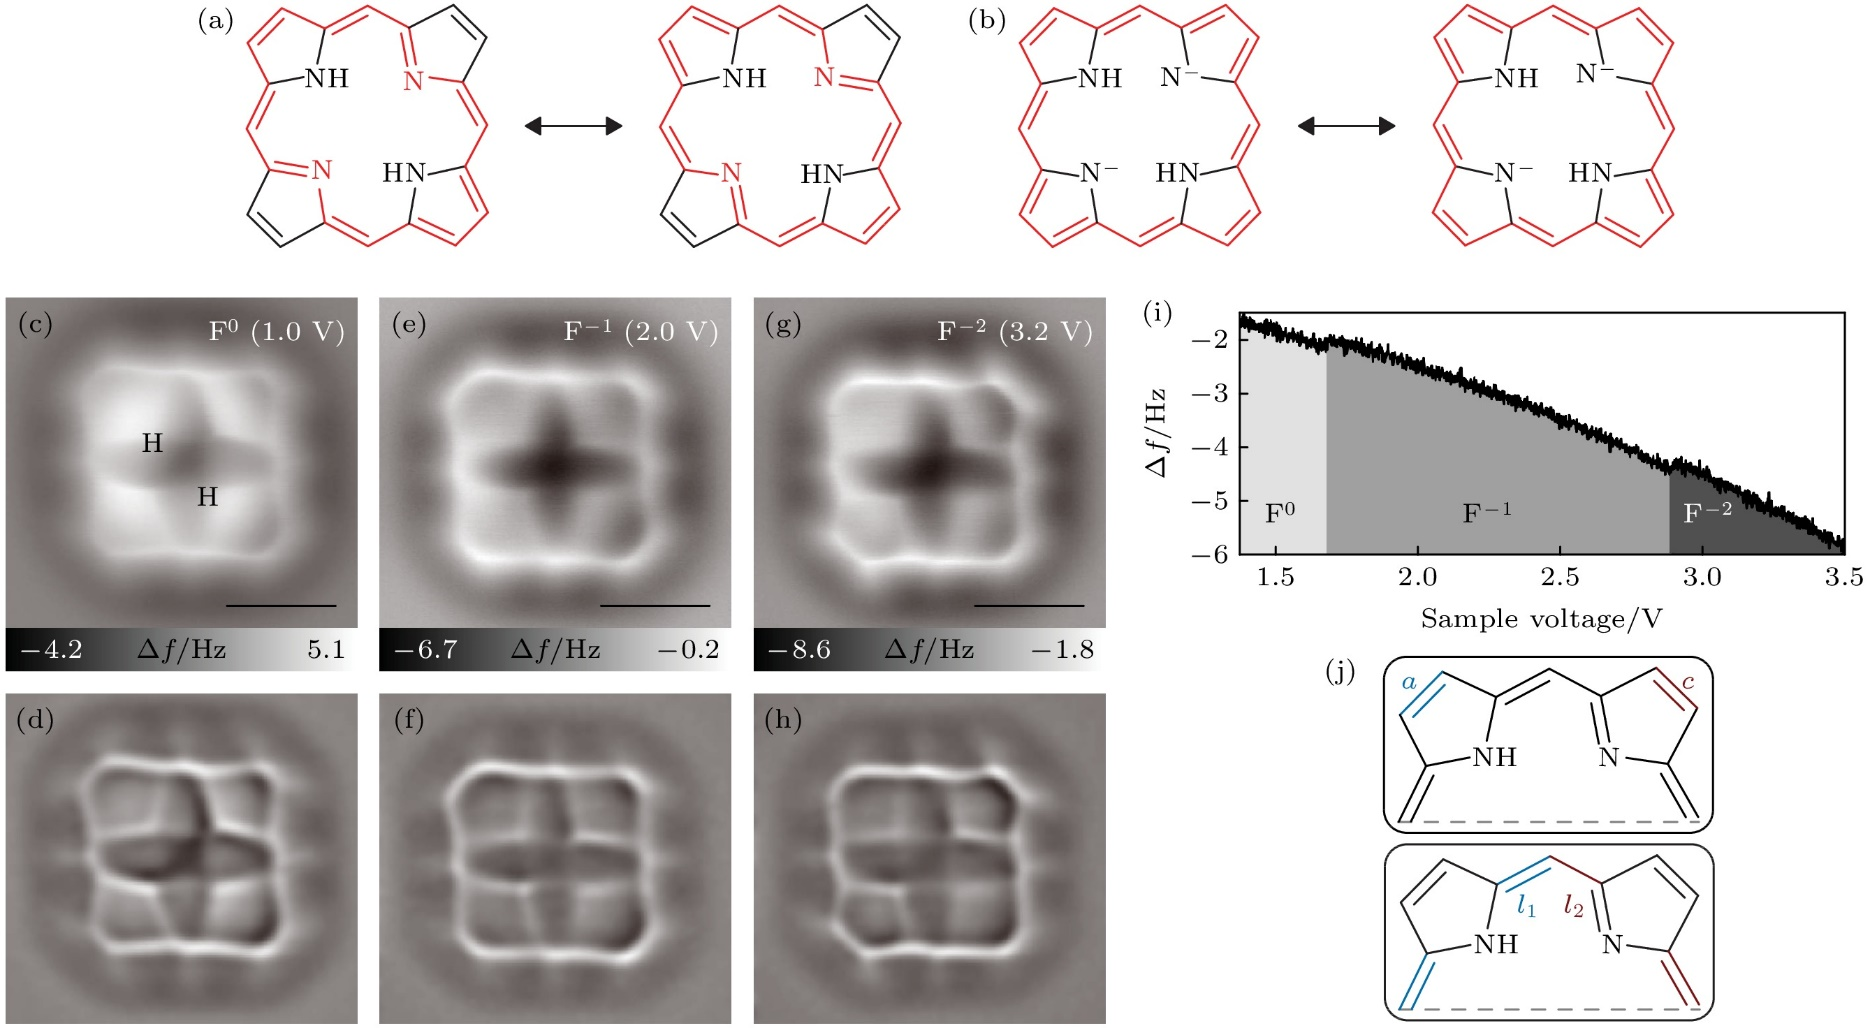 (a)
NH
N
N
HN
NH
N
N
HN
(b)
NH
N−
N−
HN
NH
N−
N−
HN
(c)
F0 (1.0 V)
H
H
−4.2 Δf/Hz 5.1
(e)
F−1 (2.0 V)
−6.7 Δf/Hz −0.2
(g)
F−2 (3.2 V)
−8.6 Δf/Hz −1.8
(i)
Δf/Hz
−2
−3
−4
−5
−6
F0
F−1
F−2
1.5 2.0 2.5 3.0 3.5
Sample voltage/V
(d)
(f)
(h)
(j)
a
c
NH
N
l1
l2
NH
N